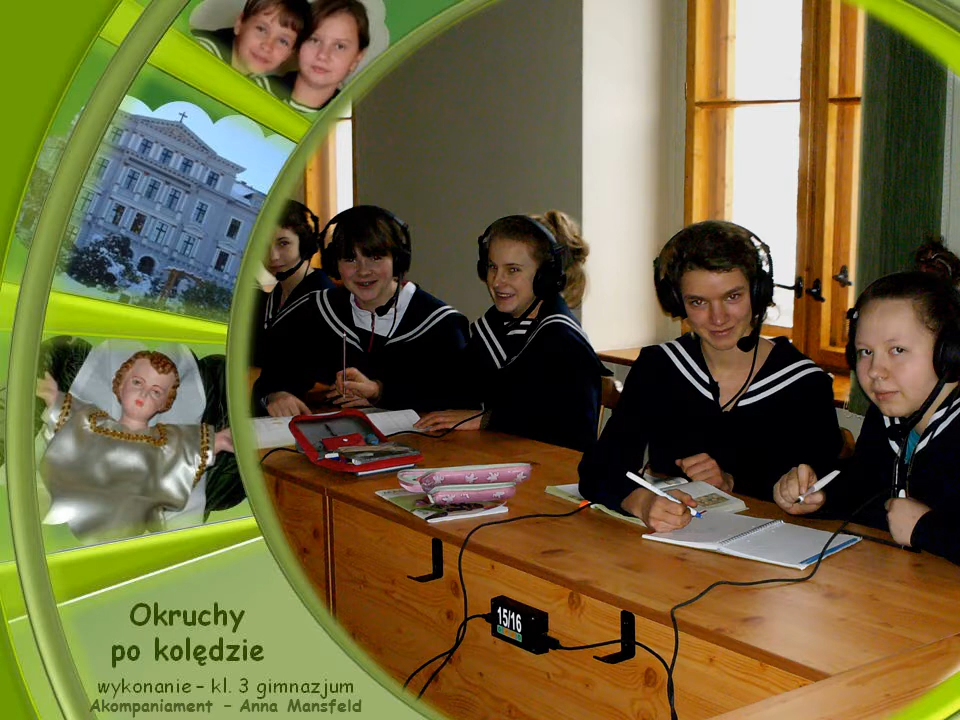 15/16
Okruchy
po kolędzie
wykonanie – kl. 3 gimnazjum
Akompaniament – Anna Mansfeld